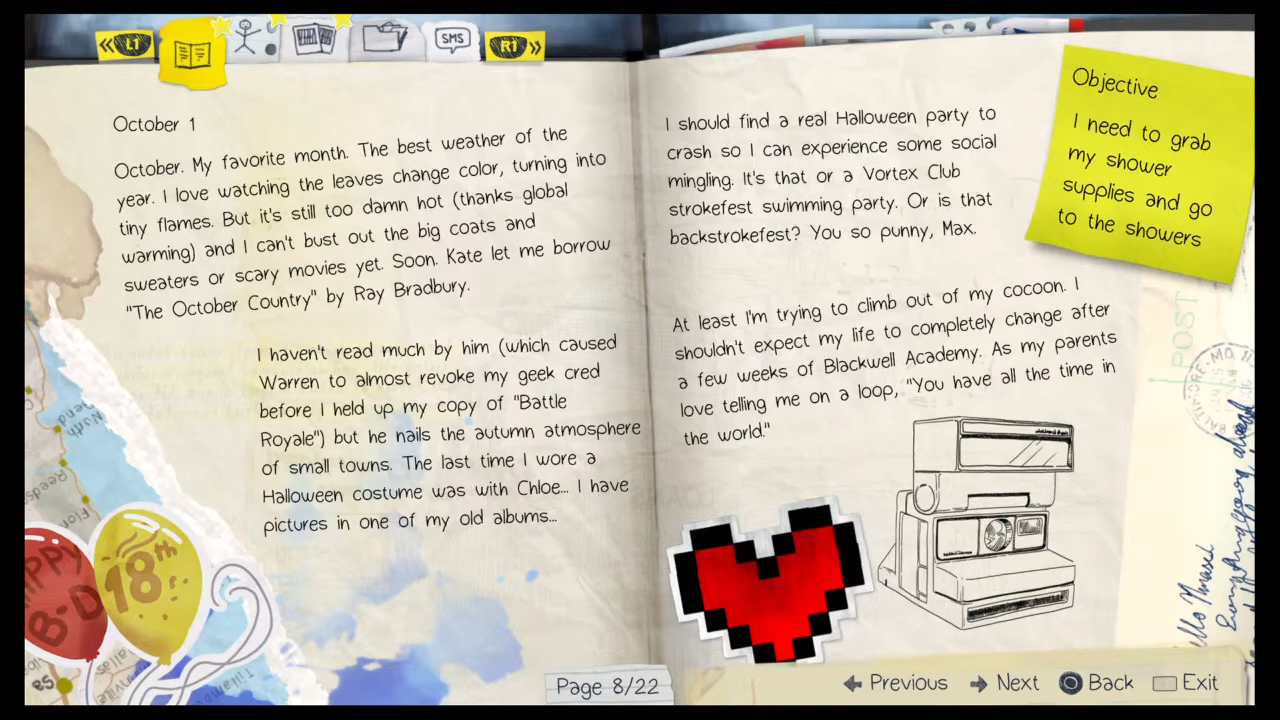 L1
SMS
R1
October 1
October. My favorite month. The best weather of the
year. I love watching the leaves change color, turning into
tiny flames. But it's still too damn hot (thanks global
warming) and I can't bust out the big coats and
sweaters or scary movies yet. Soon. Kate let me borrow
"The October Country" by Ray Bradbury.
I haven't read much by him (which caused
Warren to almost revoke my geek cred
before I held up my copy of "Battle
Royale") but he nails the autumn atmosphere
of small towns. The last time I wore a
Halloween costume was with Chloe... I have
pictures in one of my old albums...
I should find a real Halloween party to
crash so I can experience some social
mingling. It's that or a Vortex Club
strokefest swimming party. Or is that
backstrokefest? You so punny, Max.
At least I'm trying to climb out of my cocoon. I
shouldn't expect my life to completely change after
a few weeks of Blackwell Academy. As my parents
love telling me on a loop, "You have all the time in
the world."
Objective
I need to grab
my shower
supplies and go
to the showers
POST
North
Bend
B-D
18th
Page 8/22
Previous
Next
Back
Exit